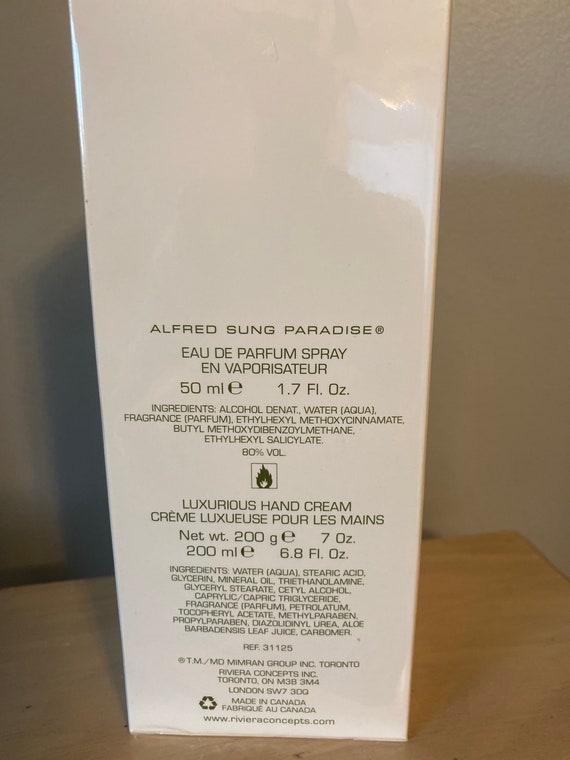 ALFRED SUNG PARADISE®
EAU DE PARFUM SPRAY
EN VAPORISATEUR
50 ml ℮ 1.7 Fl. Oz.
INGREDIENTS: ALCOHOL DENAT., WATER (AQUA),
FRAGRANCE (PARFUM), ETHYLHEXYL METHOXYCINNAMATE,
BUTYL METHOXYDIBENZOYLMETHANE,
ETHYLHEXYL SALICYLATE.
80% VOL.
LUXURIOUS HAND CREAM
CRÈME LUXUEUSE POUR LES MAINS
Net wt. 200 g ℮ 7 Oz.
200 ml ℮ 6.8 Fl. Oz.
INGREDIENTS: WATER (AQUA), STEARIC ACID,
GLYCERIN, MINERAL OIL, TRIETHANOLAMINE,
GLYCERYL STEARATE, CETYL ALCOHOL,
CAPRYLIC/CAPRIC TRIGLYCERIDE,
FRAGRANCE (PARFUM), PETROLATUM,
TOCOPHERYL ACETATE, METHYLPARABEN,
PROPYLPARABEN, DIAZOLIDINYL UREA, ALOE
BARBADENSIS LEAF JUICE, CARBOMER.
REF. 31125
®T.M./MD MIMRAN GROUP INC. TORONTO
RIVIERA CONCEPTS INC.
TORONTO, ON M3B 3M4
LONDON SW7 3DQ
MADE IN CANADA
FABRIQUÉ AU CANADA
www.rivieraconcepts.com